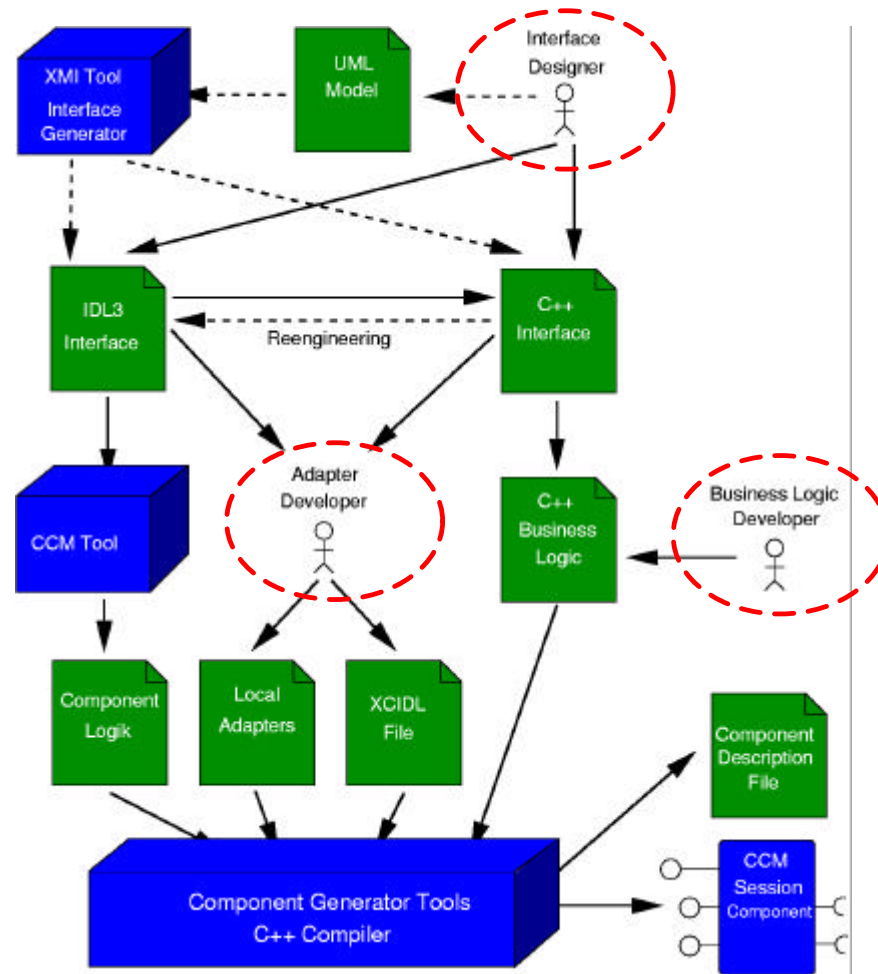 XMI Tool
Interface
Generator
UML
Model
Interface
Designer
IDL3
Interface
Reengineering
C++
Interface
CCM Tool
Adapter
Developer
C++
Business
Logic
Business Logic
Developer
Component
Logik
Local
Adapters
XCIDL
File
Component
Description
File
Component Generator Tools
C++ Compiler
CCM
Session
Component